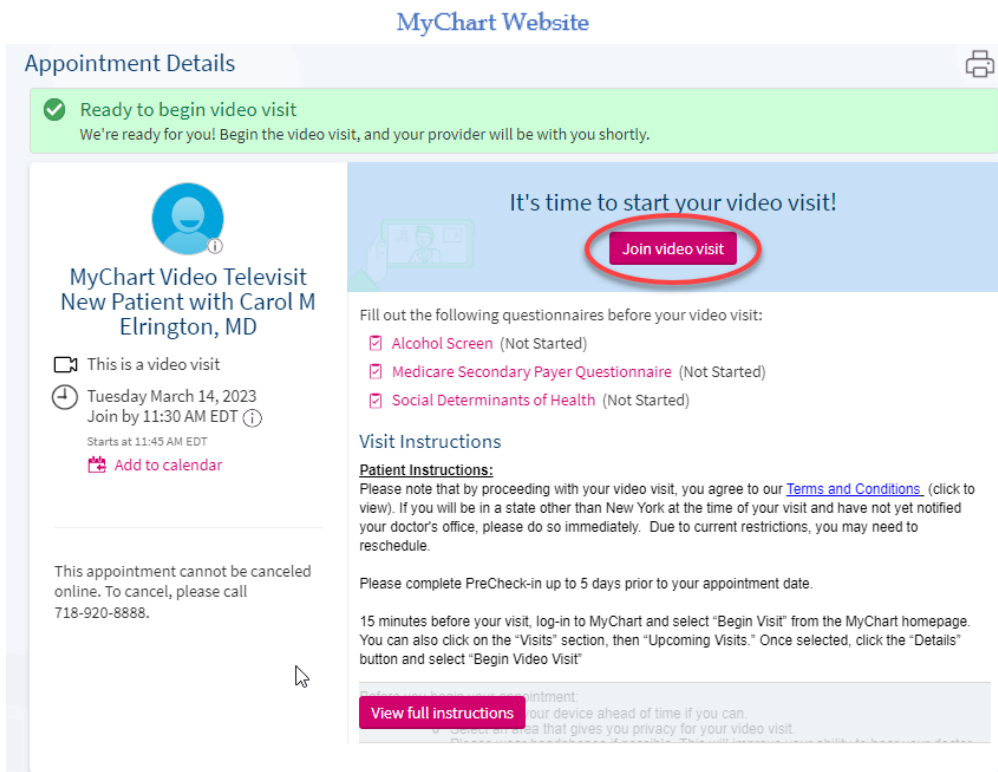 MyChart Website
Appointment Details
Ready to begin video visit
We're ready for you! Begin the video visit, and your provider will be with you shortly.
MyChart Video Televisit
New Patient with Carol M
Elrington, MD
This is a video visit
Tuesday March 14, 2023
Join by 11:30 AM EDT
Starts at 11:45 AM EDT
Add to calendar
This appointment cannot be canceled
online. To cancel, please call
718-920-8888.
It's time to start your video visit!
Join video visit
Fill out the following questionnaires before your video visit:
Alcohol Screen (Not Started)
Medicare Secondary Payer Questionnaire (Not Started)
Social Determinants of Health (Not Started)
Visit Instructions
Patient Instructions:
Please note that by proceeding with your video visit, you agree to our Terms and Conditions (click to
view). If you will be in a state other than New York at the time of your visit and have not yet notified
your doctor's office, please do so immediately. Due to current restrictions, you may need to
reschedule.
Please complete PreCheck-in up to 5 days prior to your appointment date.
15 minutes before your visit, log-in to MyChart and select “Begin Visit” from the MyChart homepage.
You can also click on the “Visits” section, then “Upcoming Visits.” Once selected, click the “Details”
button and select “Begin Video Visit”
Before you begin your appointment:
View full instructions
your device ahead of time if you can.
Select an area that gives you privacy for your video visit.